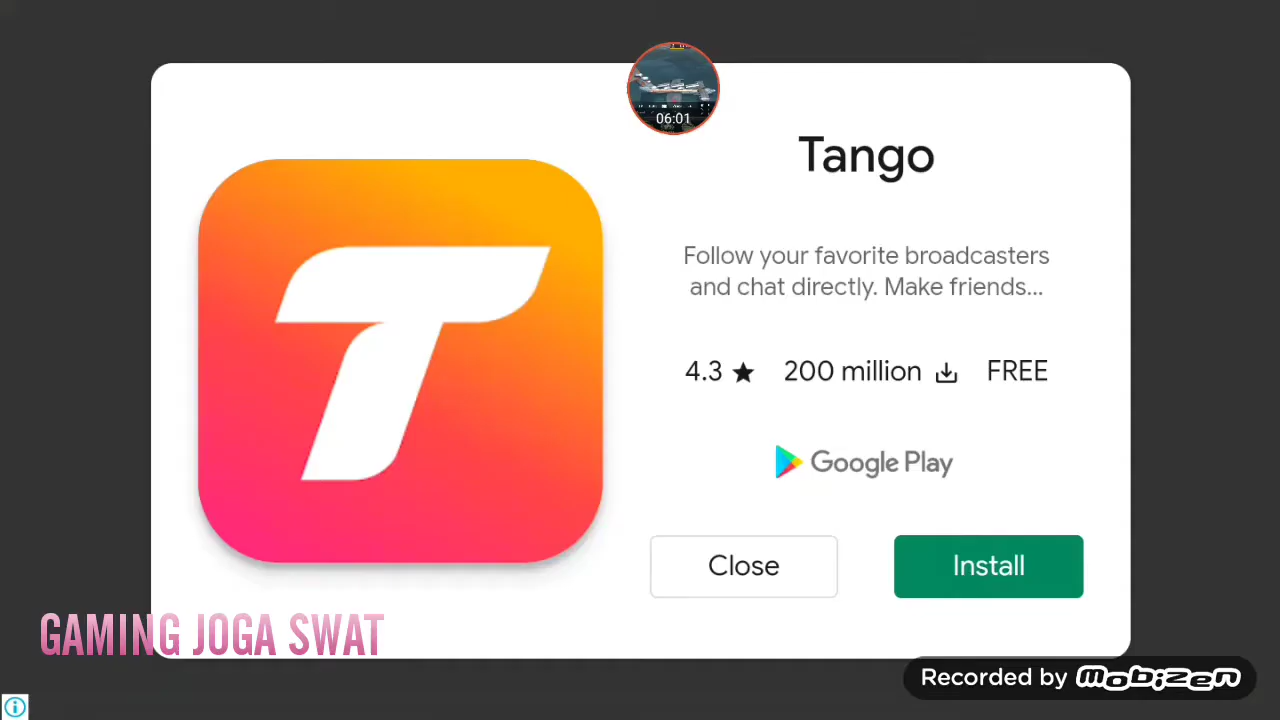 06:01
Tango
Follow your favorite broadcasters
and chat directly. Make friends...
4.3 ★ 200 million FREE
Google Play
Close Install
GAMING JOGA SWAT
Recorded by mobizen